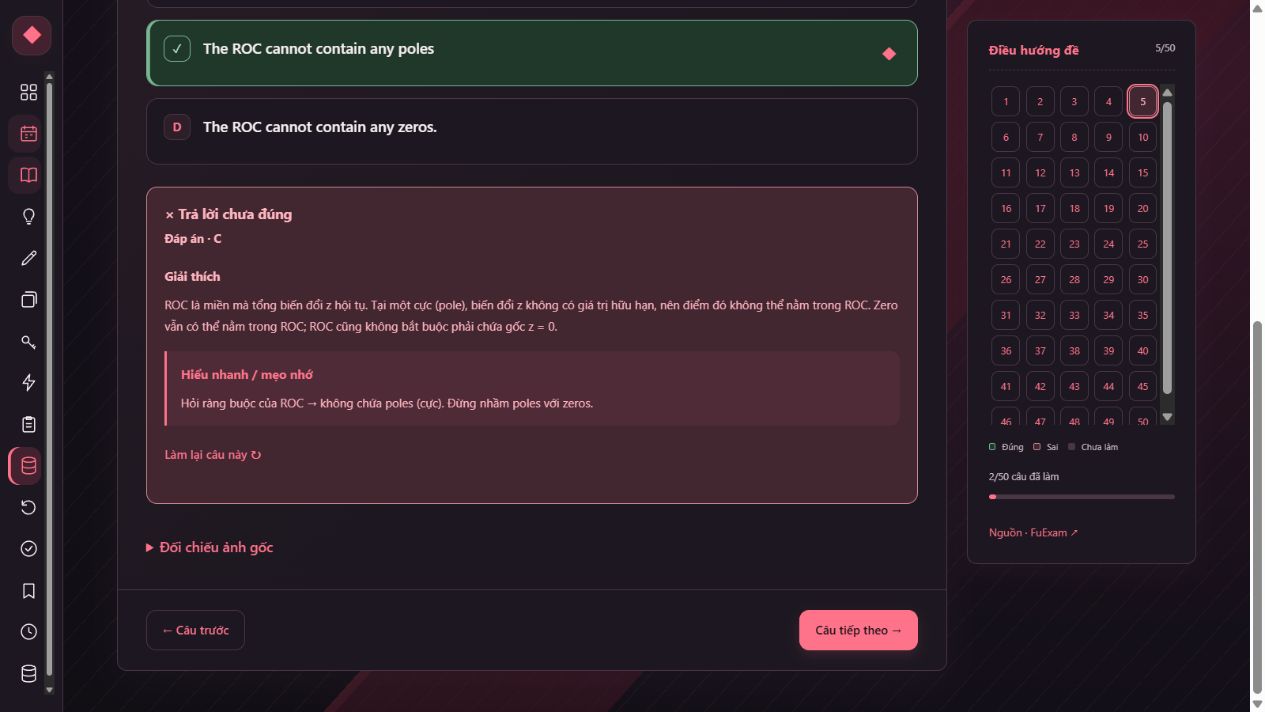 The ROC cannot contain any poles
D
The ROC cannot contain any zeros.
× Trả lời chưa đúng
Đáp án · C
Giải thích
ROC là miền mà tổng biến đổi z hội tụ. Tại một cực (pole), biến đổi z không có giá trị hữu hạn, nên điểm đó không thể nằm trong ROC. Zero
vẫn có thể nằm trong ROC; ROC cũng không bắt buộc phải chứa gốc z = 0.
Hiểu nhanh / mẹo nhớ
Hỏi ràng buộc của ROC → không chứa poles (cực). Đừng nhầm poles với zeros.
Làm lại câu này ↻
▶ Đối chiếu ảnh gốc
← Câu trước
Câu tiếp theo →
Điều hướng đề
5/50
1 2 3 4 5
6 7 8 9 10
11 12 13 14 15
16 17 18 19 20
21 22 23 24 25
26 27 28 29 30
31 32 33 34 35
36 37 38 39 40
41 42 43 44 45
46 47 48 49 50
Đúng Sai Chưa làm
2/50 câu đã làm
Nguồn · FuExam ↗